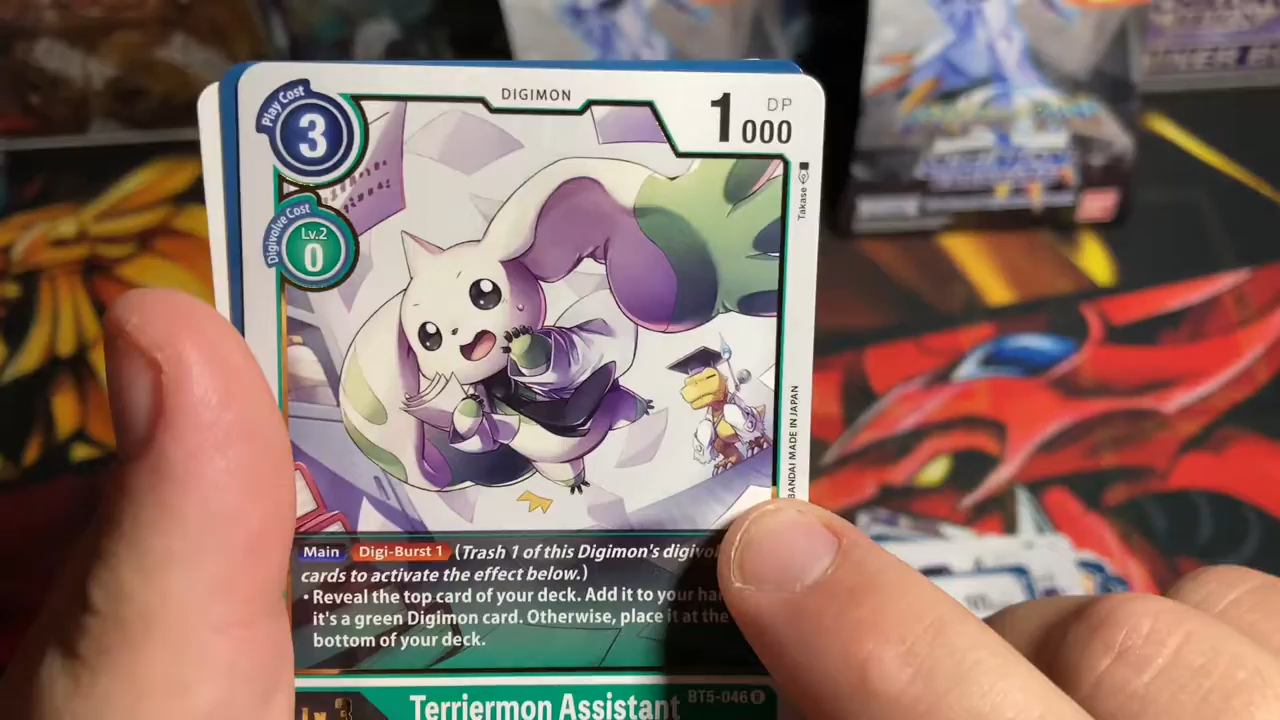 DIGIMON
Play Cost
3
1000
DP
Digivolve Cost
Lv.2
0
Takase
BANDAI MADE IN JAPAN
Main Digi-Burst 1 (Trash 1 of this Digimon's
cards to activate the effect below.)
• Reveal the top card of your deck. Add it to your
it's a green Digimon card. Otherwise, place it at the
bottom of your deck.
Lv.3
Terriermon Assistant
BT5-046